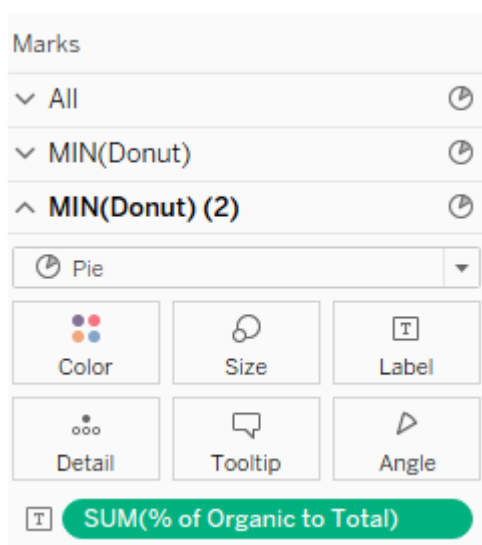 Marks
All
MIN(Donut)
MIN(Donut) (2)
Pie
Color Size Label
Detail Tooltip Angle
T SUM(% of Organic to Total)